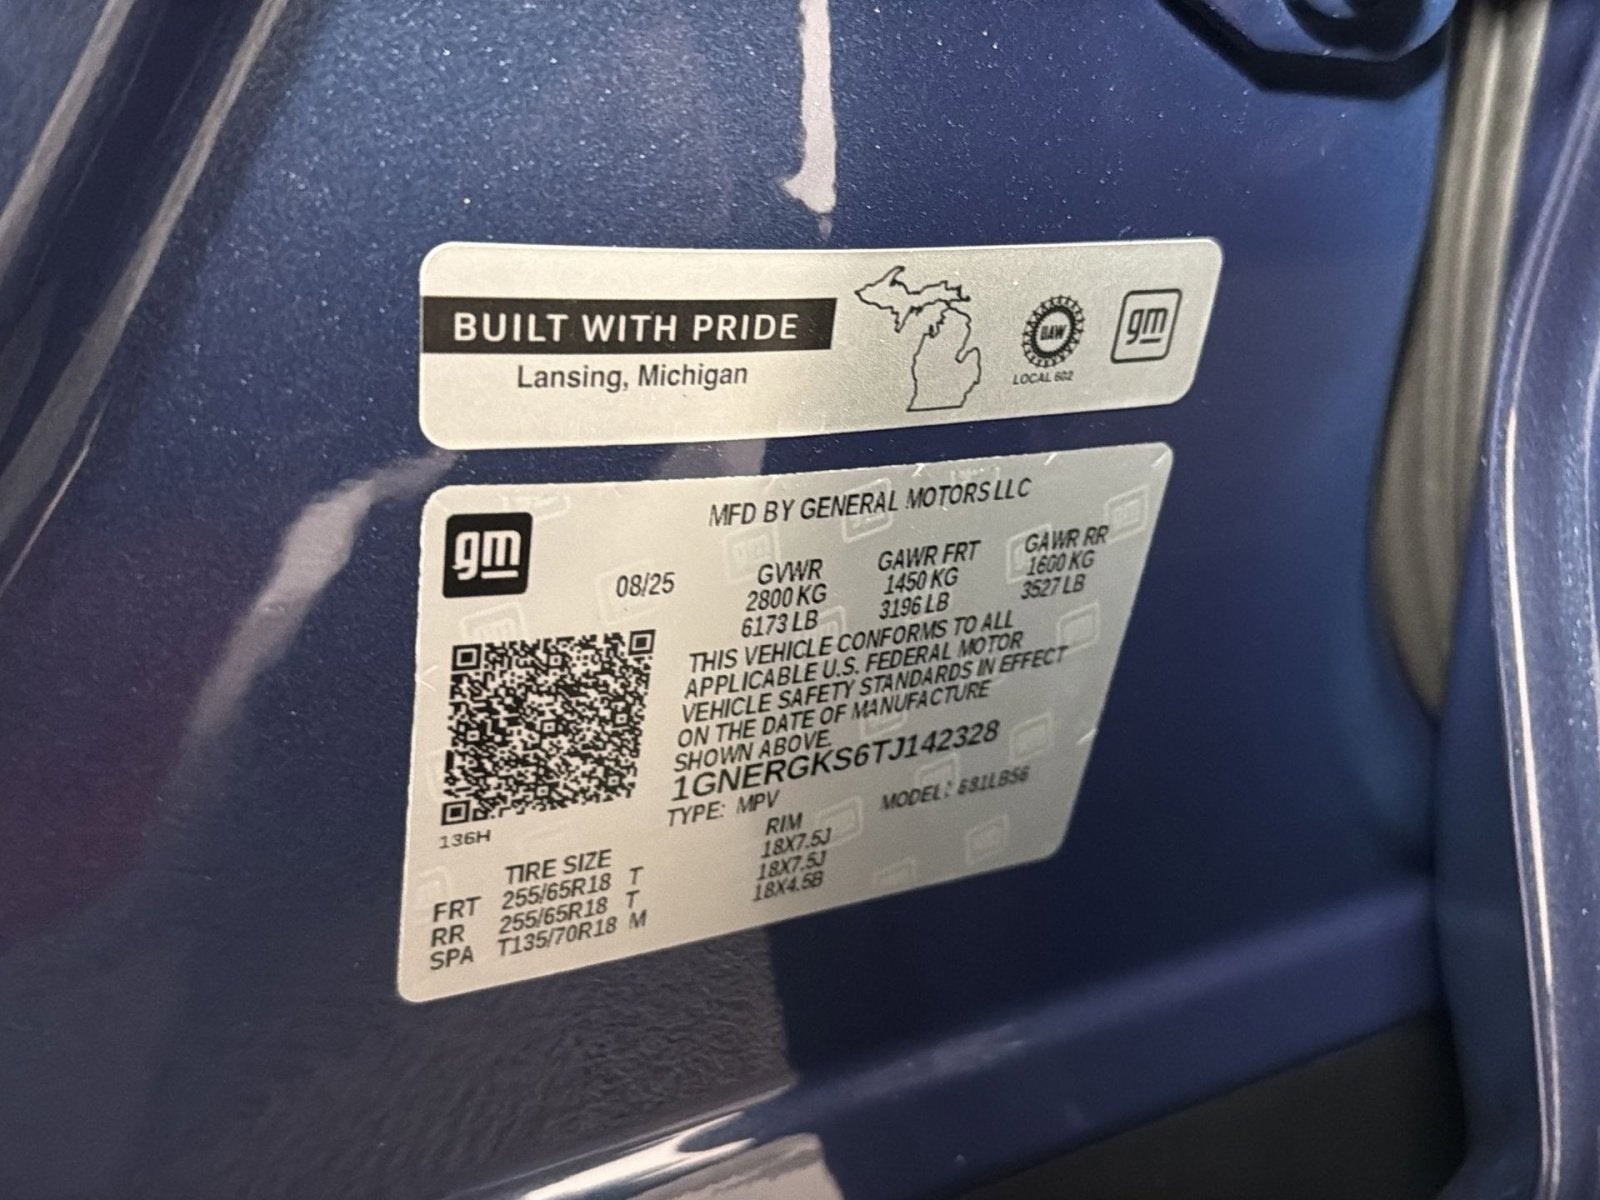 BUILT WITH PRIDE
Lansing, Michigan
UAW
LOCAL 602
gm
gm
MFD BY GENERAL MOTORS LLC
08/25
GVWR
2800 KG
6173 LB
GAWR FRT
1450 KG
3196 LB
GAWR RR
1600 KG
3527 LB
THIS VEHICLE CONFORMS TO ALL
APPLICABLE U.S. FEDERAL MOTOR
VEHICLE SAFETY STANDARDS IN EFFECT
ON THE DATE OF MANUFACTURE
SHOWN ABOVE.
1GNERGKS6TJ142328
TYPE: MPV MODEL:
136H
TIRE SIZE RIM
FRT 255/65R18 T 18X7.5J
RR 255/65R18 T 18X7.5J
SPA T135/70R18 M 18X4.5B